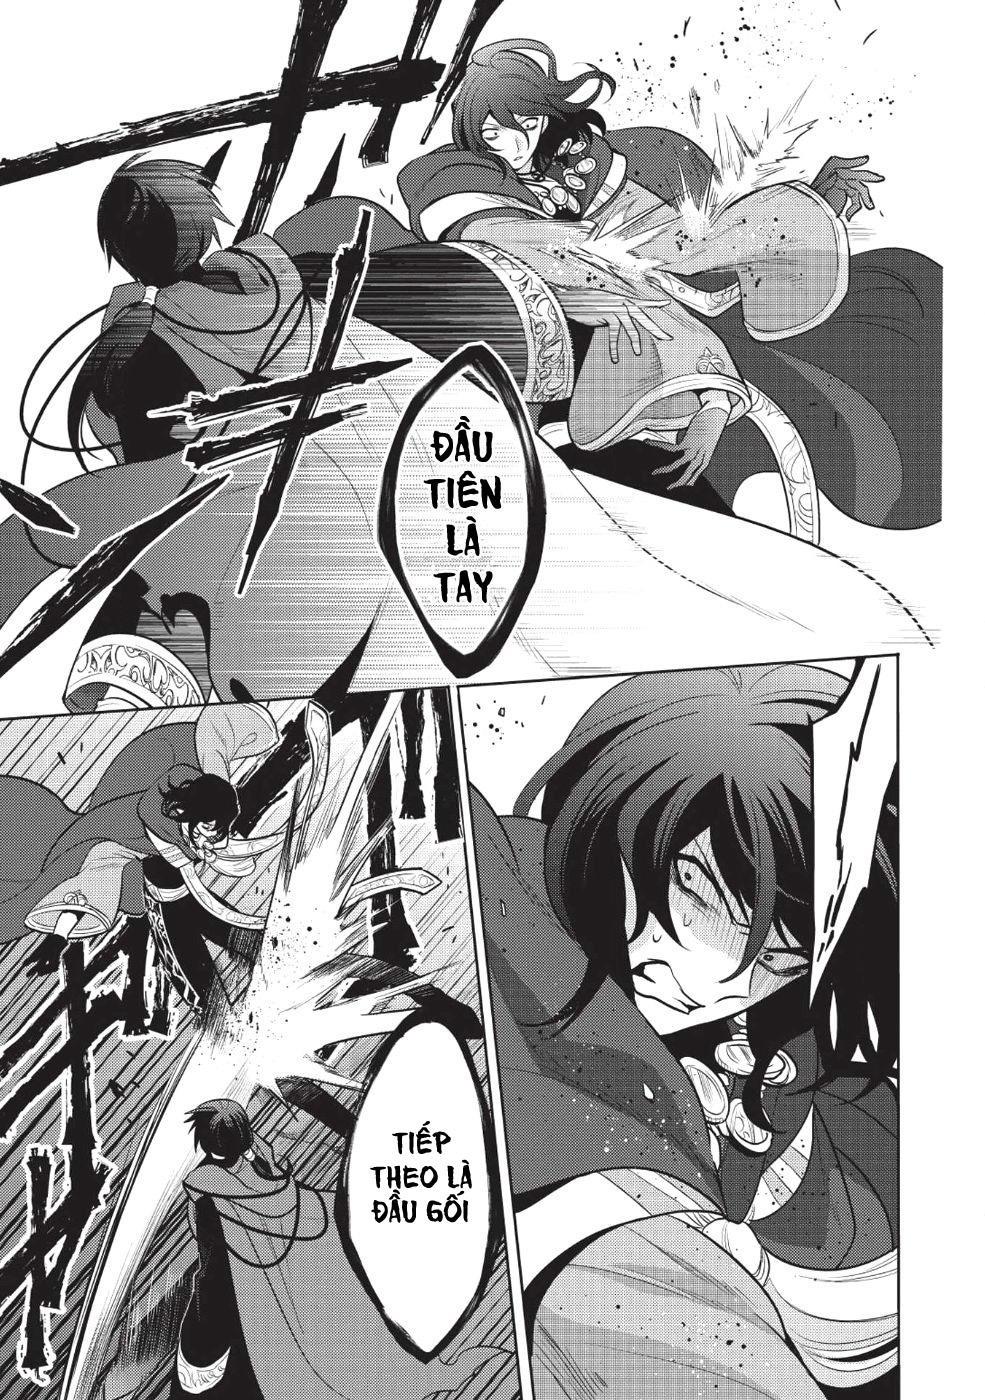 ĐẦU
TIÊN
LÀ
TAY
TIẾP
THEO LÀ
ĐẦU GỐI